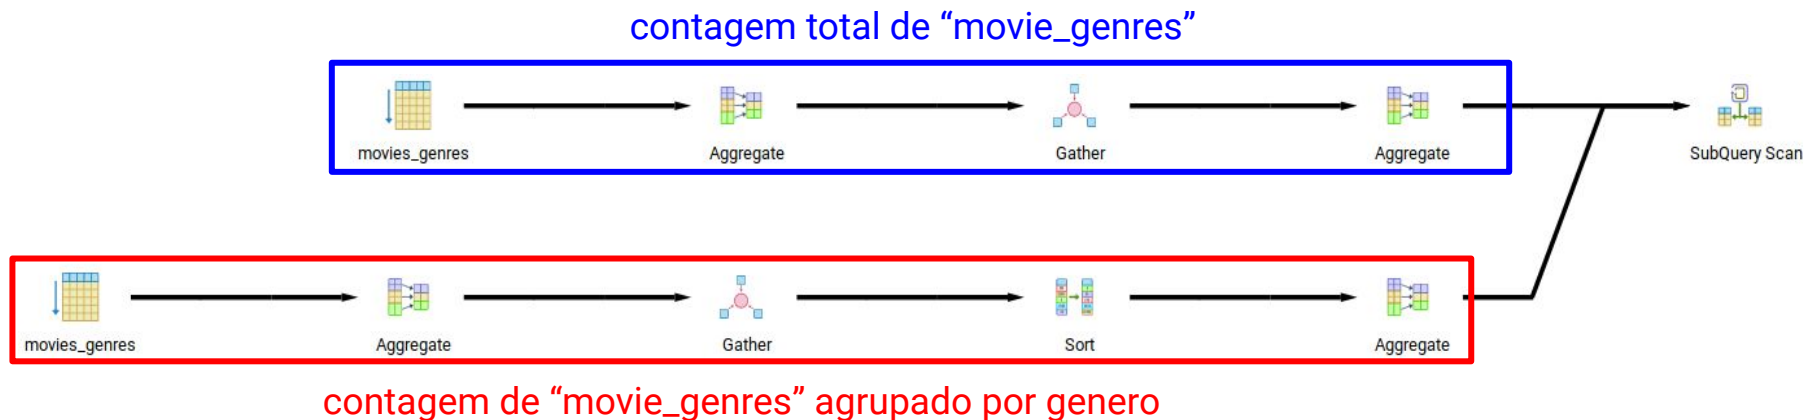 contagem total de “movie_genres”
movies_genres Aggregate Gather Aggregate SubQuery Scan
movies_genres Aggregate Gather Sort Aggregate
contagem de “movie_genres” agrupado por genero